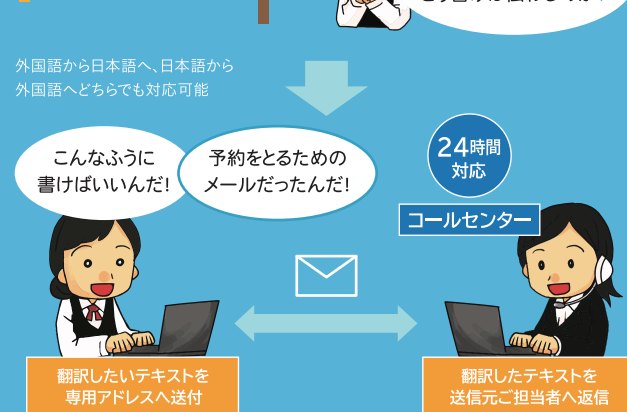 外国語から日本語へ、日本語から
外国語へどちらでも対応可能
こんなふうに
書けばいいんだ!
予約をとるための
メールだったんだ!
24時間
対応
コールセンター
翻訳したいテキストを
専用アドレスへ送付
翻訳したテキストを
送信元ご担当者へ返信